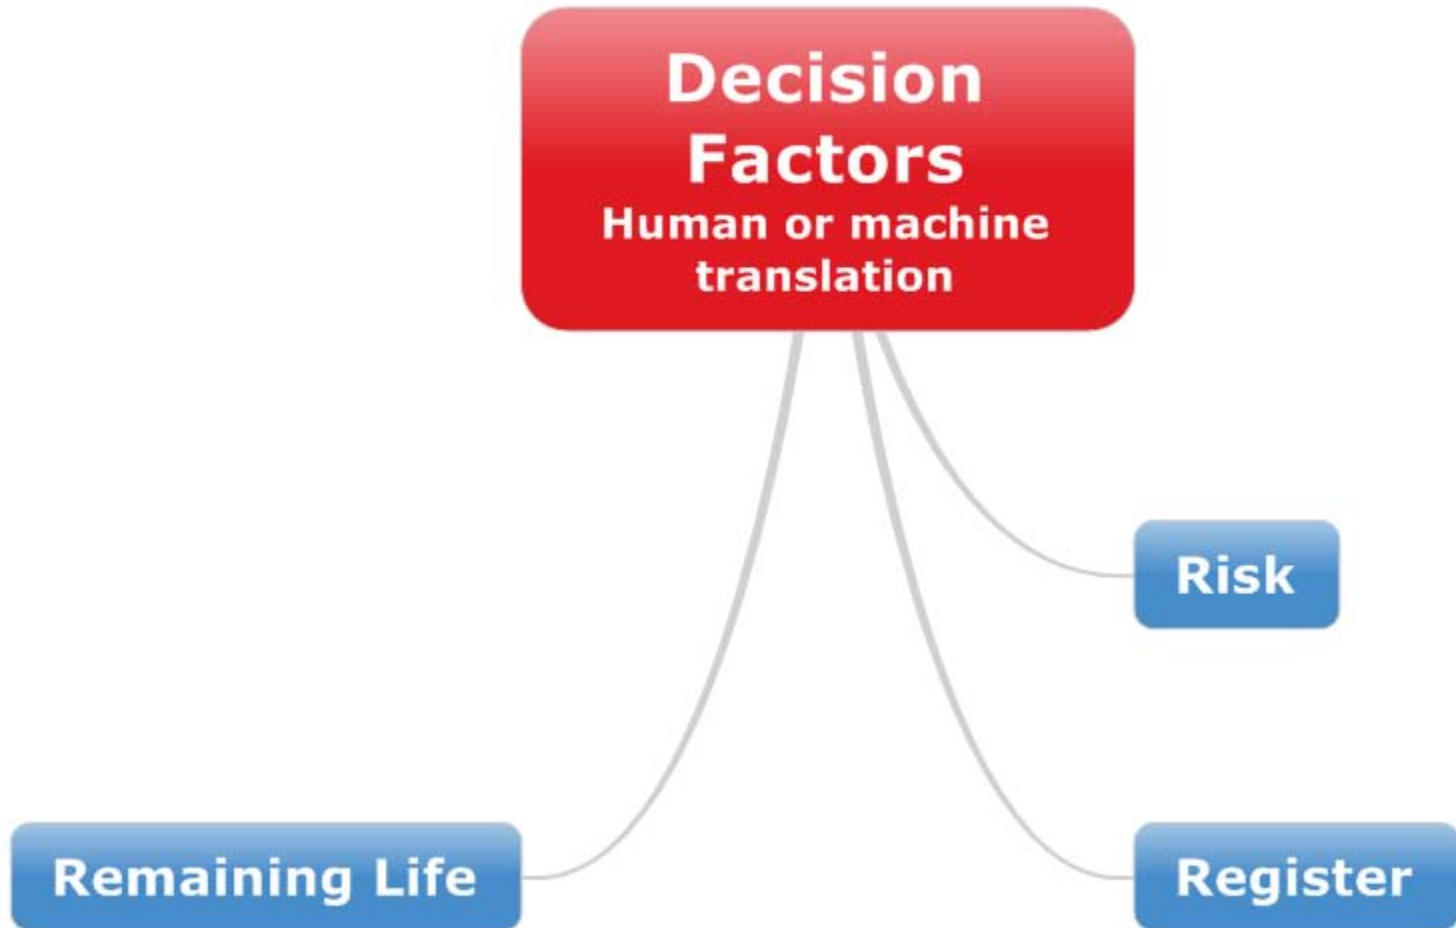 Decision
Factors
Human or machine
translation
Risk
Remaining Life
Register